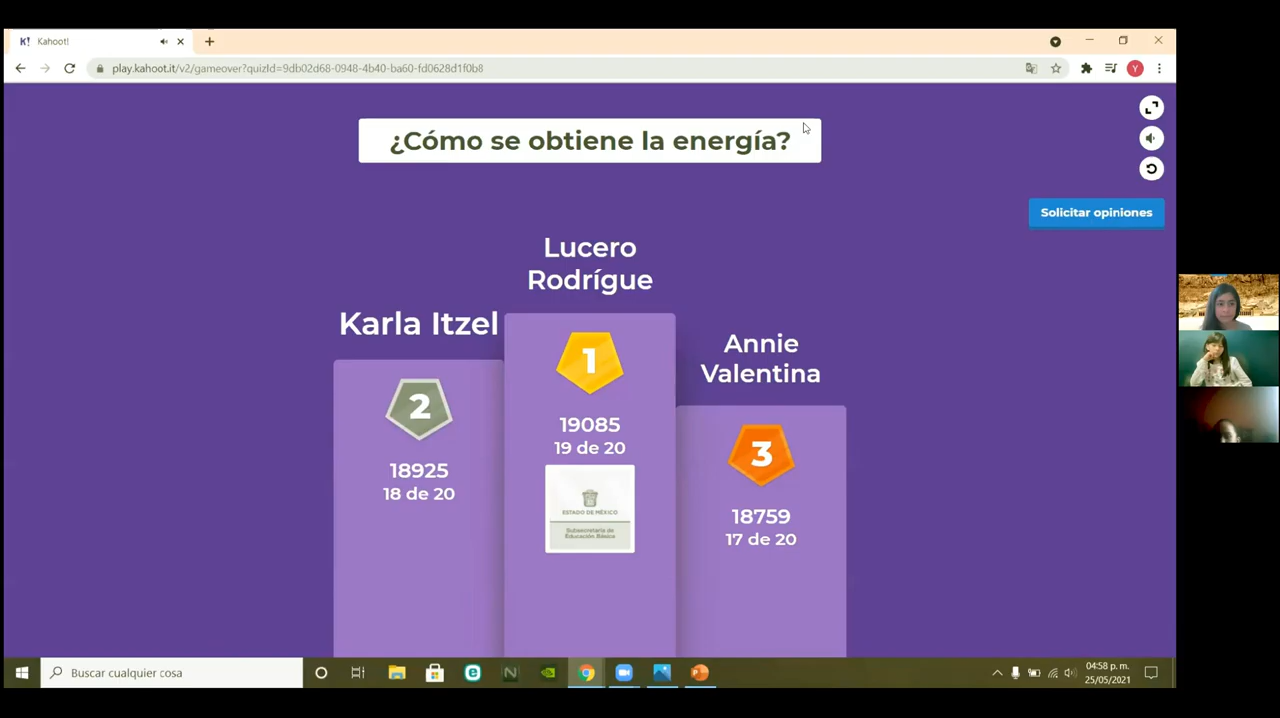 K! Kahoot!
play.kahoot.it/v2/gameover?quizId=9db02d68-0948-4b40-ba60-fd0628d1f0b8
Y
¿Cómo se obtiene la energía?
Solicitar opiniones
Lucero
Rodrígue
Karla Itzel
Annie
Valentina
1
19085
19 de 20
ESTADO DE MÉXICO
Subsecretaría de
Educación Básica
2
18925
18 de 20
3
18759
17 de 20
Buscar cualquier cosa
04:58 p. m.
25/05/2021